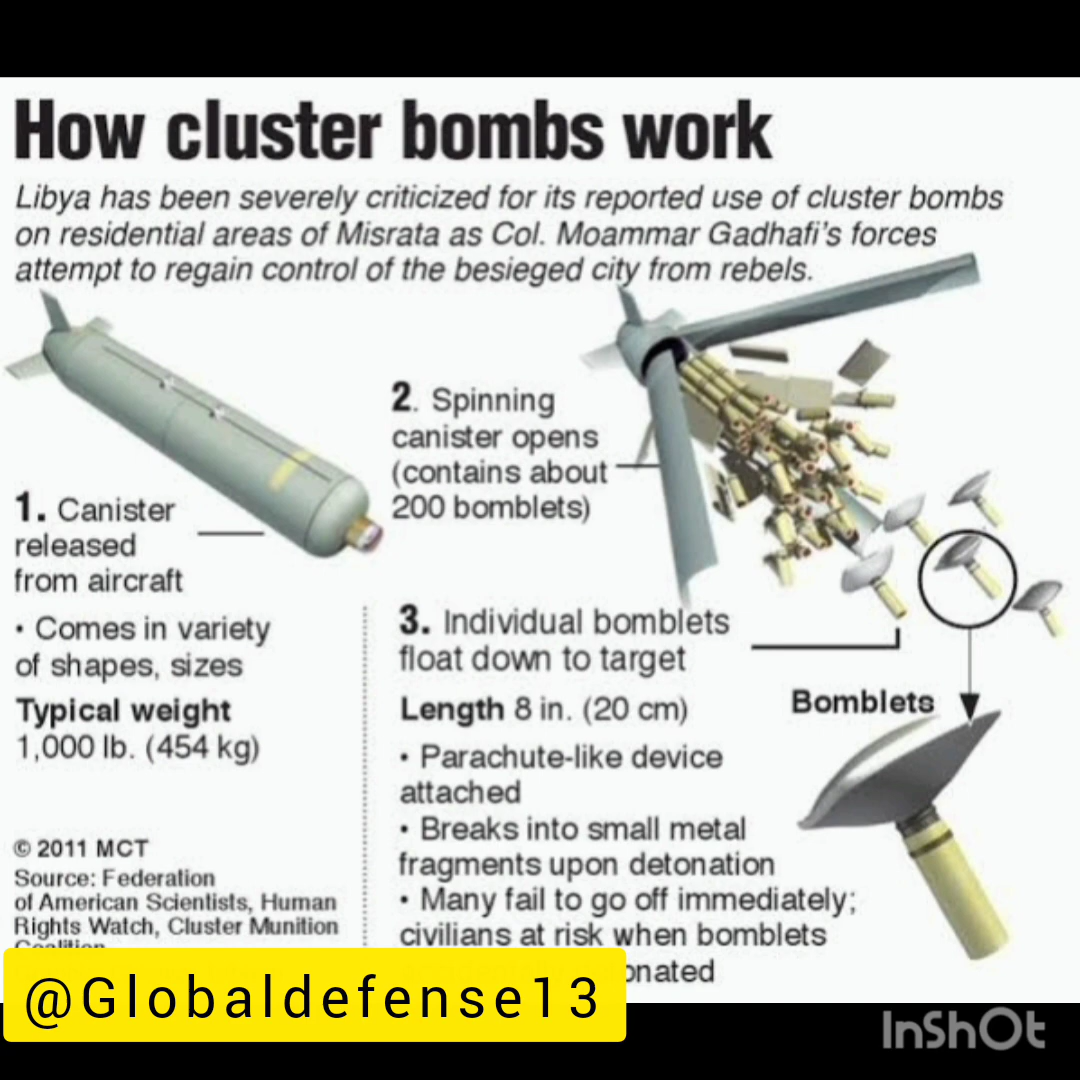 How cluster bombs work
Libya has been severely criticized for its reported use of cluster bombs
on residential areas of Misrata as Col. Moammar Gadhafi's forces
attempt to regain control of the besieged city from rebels.
1. Canister
released
from aircraft
• Comes in variety
of shapes, sizes
Typical weight
1,000 lb. (454 kg)
2. Spinning
canister opens
(contains about
200 bomblets)
3. Individual bomblets
float down to target
Length 8 in. (20 cm)
• Parachute-like device
attached
• Breaks into small metal
fragments upon detonation
• Many fail to go off immediately;
civilians at risk when bomblets
Bomblets
© 2011 MCT
Source: Federation
of American Scientists, Human
Rights Watch, Cluster Munition
Coalition
@Globaldefense13
InShOt